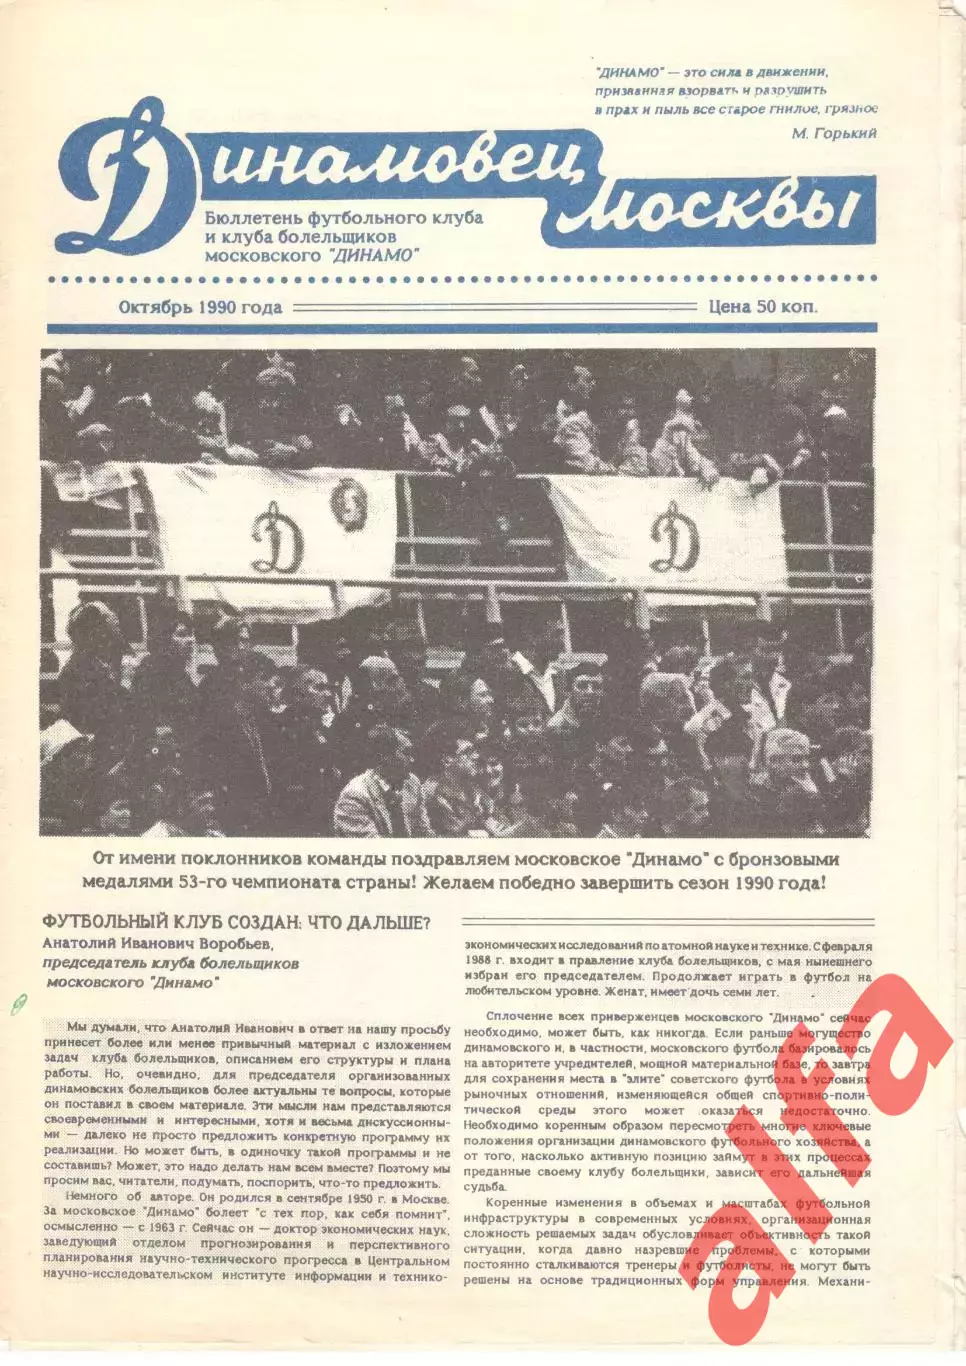 "ДИНАМО" — это сила в движении,
призванная взорвать и разрушить
в прах и пыль все старое гнилое, грязное
М. Горький
Динамовец
Москвы
Бюллетень футбольного клуба
и клуба болельщиков
московского "ДИНАМО"
Октябрь 1990 года
Цена 50 коп.
Д
Д
От имени поклонников команды поздравляем московское "Динамо" с бронзовыми
медалями 53-го чемпионата страны! Желаем победно завершить сезон 1990 года!
ФУТБОЛЬНЫЙ КЛУБ СОЗДАН: ЧТО ДАЛЬШЕ?
Анатолий Иванович Воробьев,
председатель клуба болельщиков
московского "Динамо"
Мы думали, что Анатолий Иванович в ответ на нашу просьбу
принесет более или менее привычный материал с изложением
задач клуба болельщиков, описанием его структуры и плана
работы. Но, очевидно, для председателя организованных
динамовских болельщиков более актуальны те вопросы, которые
он поставил в своем материале. Эти мысли нам представляются
своевременными и интересными, хотя и весьма дискуссионны-
ми — далеко не просто предложить конкретную программу их
реализации. Но может быть, в одиночку такой программы и не
составишь? Может, это надо делать нам всем вместе? Поэтому мы
просим вас, читатели, подумать, поспорить, что-то предложить.
Немного об авторе. Он родился в сентябре 1950 г. в Москве.
За московское "Динамо" болеет "с тех пор, как себя помнит",
осмысленно — с 1963 г. Сейчас он — доктор экономических наук,
заведующий отделом прогнозирования и перспективного
планирования научно-технического прогресса в Центральном
научно-исследовательском институте информации и технико-
экономических исследований по атомной науке и технике. С февраля
1988 г. входит в правление клуба болельщиков, с мая нынешнего
избран его председателем. Продолжает играть в футбол на
любительском уровне. Женат, имеет дочь семи лет.
Сплочение всех приверженцев московского "Динамо" сейчас
необходимо, может быть, как никогда. Если раньше могущество
динамовского и, в частности, московского футбола базировалось
на авторитете учредителей, мощной материальной базе, то завтра
для сохранения места в "элите" советского футбола в условиях
рыночных отношений, изменяющейся общей спортивно-поли-
тической среды этого может оказаться недостаточно.
Необходимо коренным образом пересмотреть многие ключевые
положения организации динамовского футбольного хозяйства, а
от того, насколько активную позицию займут в этих процессах
преданные своему клубу болельщики, зависит его дальнейшая
судьба.
Коренные изменения в объемах и масштабах футбольной
инфраструктуры в современных условиях, организационная
сложность решаемых задач обусловливает объективность такой
ситуации, когда давно назревшие проблемы, с которыми
постоянно сталкиваются тренеры и футболисты, не могут быть
решены на основе традиционных форм управления. Механи-
alfa